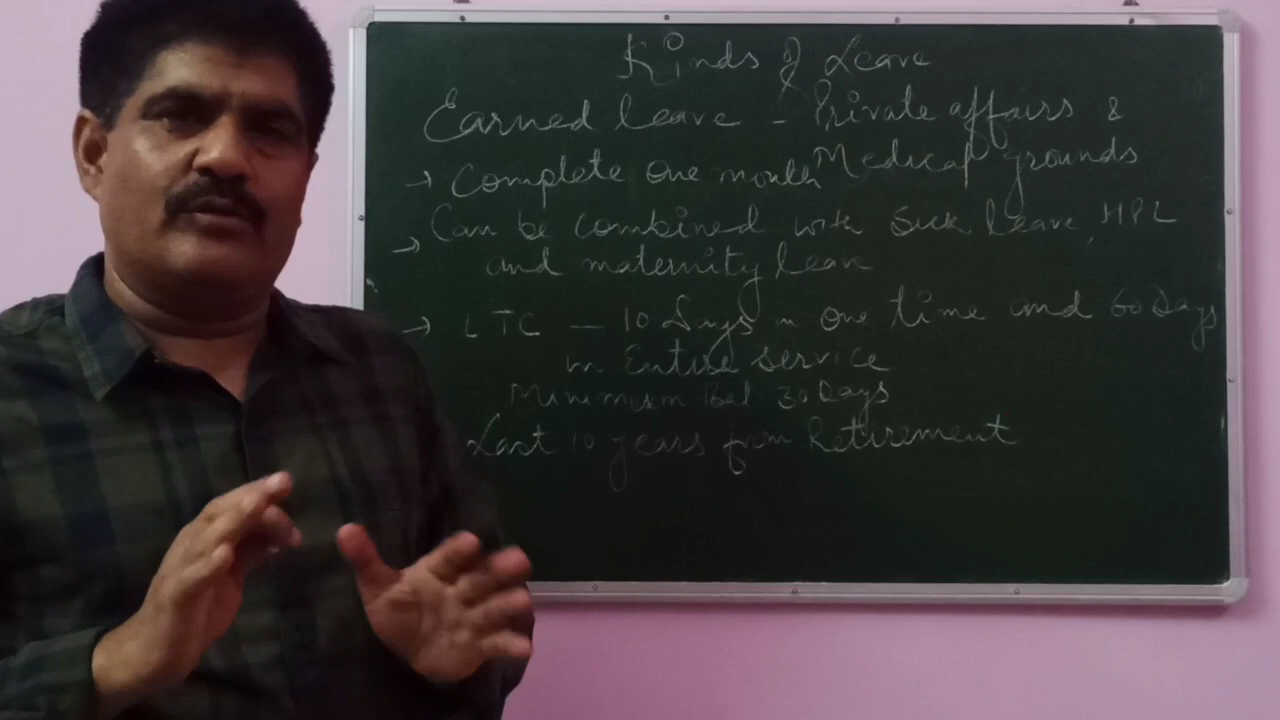 Kinds of Leave
Earned leave - Private affairs &
Medical grounds
→ Complete one month
→ Can be combined with Sick leave, HPL
and maternity leave
→ LTC — 10 Days in one time and 60 Days
in Entire service
Minimum Bal. 30 Days
Last 10 years from Retirement